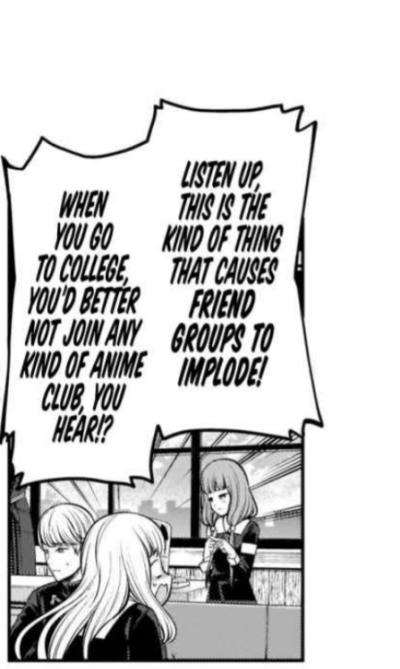 LISTEN UP,
THIS IS THE
KIND OF THING
THAT CAUSES
FRIEND
GROUPS TO
IMPLODE!
WHEN
YOU GO
TO COLLEGE,
YOU'D BETTER
NOT JOIN ANY
KIND OF ANIME
CLUB, YOU
HEAR!?